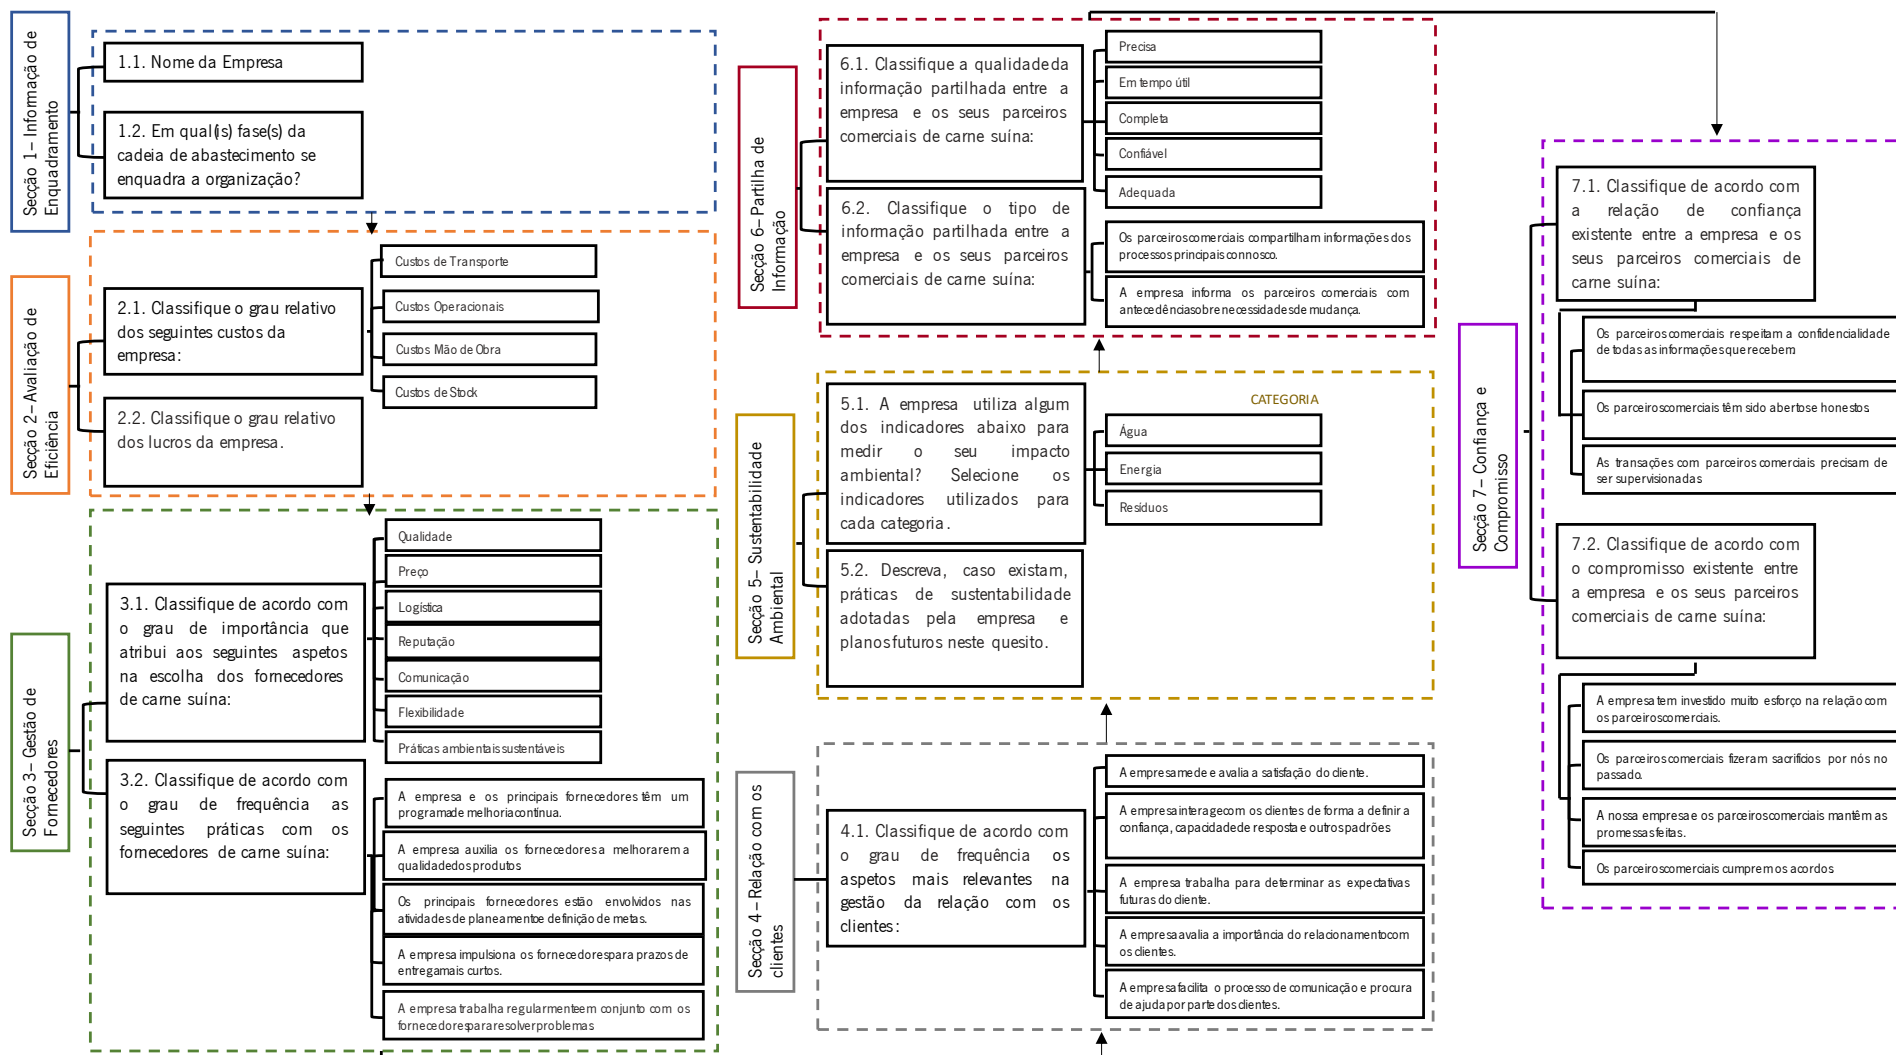 Secção 1 – Informação de
Enquadramento
1.1. Nome da Empresa
1.2. Em qual(is) fase(s) da
cadeia de abastecimento se
enquadra a organização?
Secção 2 – Avaliação de
Eficiência
2.1. Classifique o grau relativo
dos seguintes custos da
empresa:
Custos de Transporte
Custos Operacionais
Custos Mão de Obra
Custos de Stock
2.2. Classifique o grau relativo
dos lucros da empresa.
Secção 3 – Gestão de
Fornecedores
3.1. Classifique de acordo com
o grau de importância que
atribui aos seguintes aspetos
na escolha dos fornecedores
de carne suína:
Qualidade
Preço
Logística
Reputação
Comunicação
Flexibilidade
Práticas ambientais sustentáveis
3.2. Classifique de acordo com
o grau de frequência as
seguintes práticas com os
fornecedores de carne suína:
A empresa e os principais fornecedores têm um
programa de melhoria contínua.
A empresa auxilia os fornecedores a melhorarem a
qualidade dos produtos
Os principais fornecedores estão envolvidos nas
atividades de planeamento e definição de metas.
A empresa impulsiona os fornecedores para prazos de
entrega mais curtos.
A empresa trabalha regularmente em conjunto com os
fornecedores para resolver problemas
Secção 4 – Relação com os
clientes
4.1. Classifique de acordo com
o grau de frequência os
aspetos mais relevantes na
gestão da relação com os
clientes:
A empresa mede e avalia a satisfação do cliente.
A empresa interage com os clientes de forma a definir a
confiança, capacidade de resposta e outros padrões
A empresa trabalha para determinar as expectativas
futuras do cliente.
A empresa avalia a importância do relacionamento com
os clientes.
A empresa facilita o processo de comunicação e procura
de ajuda por parte dos clientes.
Secção 5 – Sustentabilidade
Ambiental
5.1. A empresa utiliza algum
dos indicadores abaixo para
medir o seu impacto
ambiental? Selecione os
indicadores utilizados para
cada categoria.
CATEGORIA
Água
Energia
Resíduos
5.2. Descreva, caso existam,
práticas de sustentabilidade
adotadas pela empresa e
planos futuros neste quesito.
Secção 6 – Partilha de
Informação
6.1. Classifique a qualidade da
informação partilhada entre a
empresa e os seus parceiros
comerciais de carne suína:
Precisa
Em tempo útil
Completa
Confiável
Adequada
6.2. Classifique o tipo de
informação partilhada entre a
empresa e os seus parceiros
comerciais de carne suína:
Os parceiros comerciais compartilham informações dos
processos principais connosco.
A empresa informa os parceiros comerciais com
antecedência sobre necessidades de mudança.
Secção 7 – Confiança e
Compromisso
7.1. Classifique de acordo com
a relação de confiança
existente entre a empresa e os
seus parceiros comerciais de
carne suína:
Os parceiros comerciais respeitam a confidencialidade
de todas as informações que recebem.
Os parceiros comerciais têm sido abertos e honestos.
As transações com parceiros comerciais precisam de
ser supervisionadas
7.2. Classifique de acordo com
o compromisso existente entre
a empresa e os seus parceiros
comerciais de carne suína:
A empresa tem investido muito esforço na relação com
os parceiros comerciais.
Os parceiros comerciais fizeram sacrifícios por nós no
passado.
A nossa empresa e os parceiros comerciais mantêm as
promessas feitas.
Os parceiros comerciais cumprem os acordos